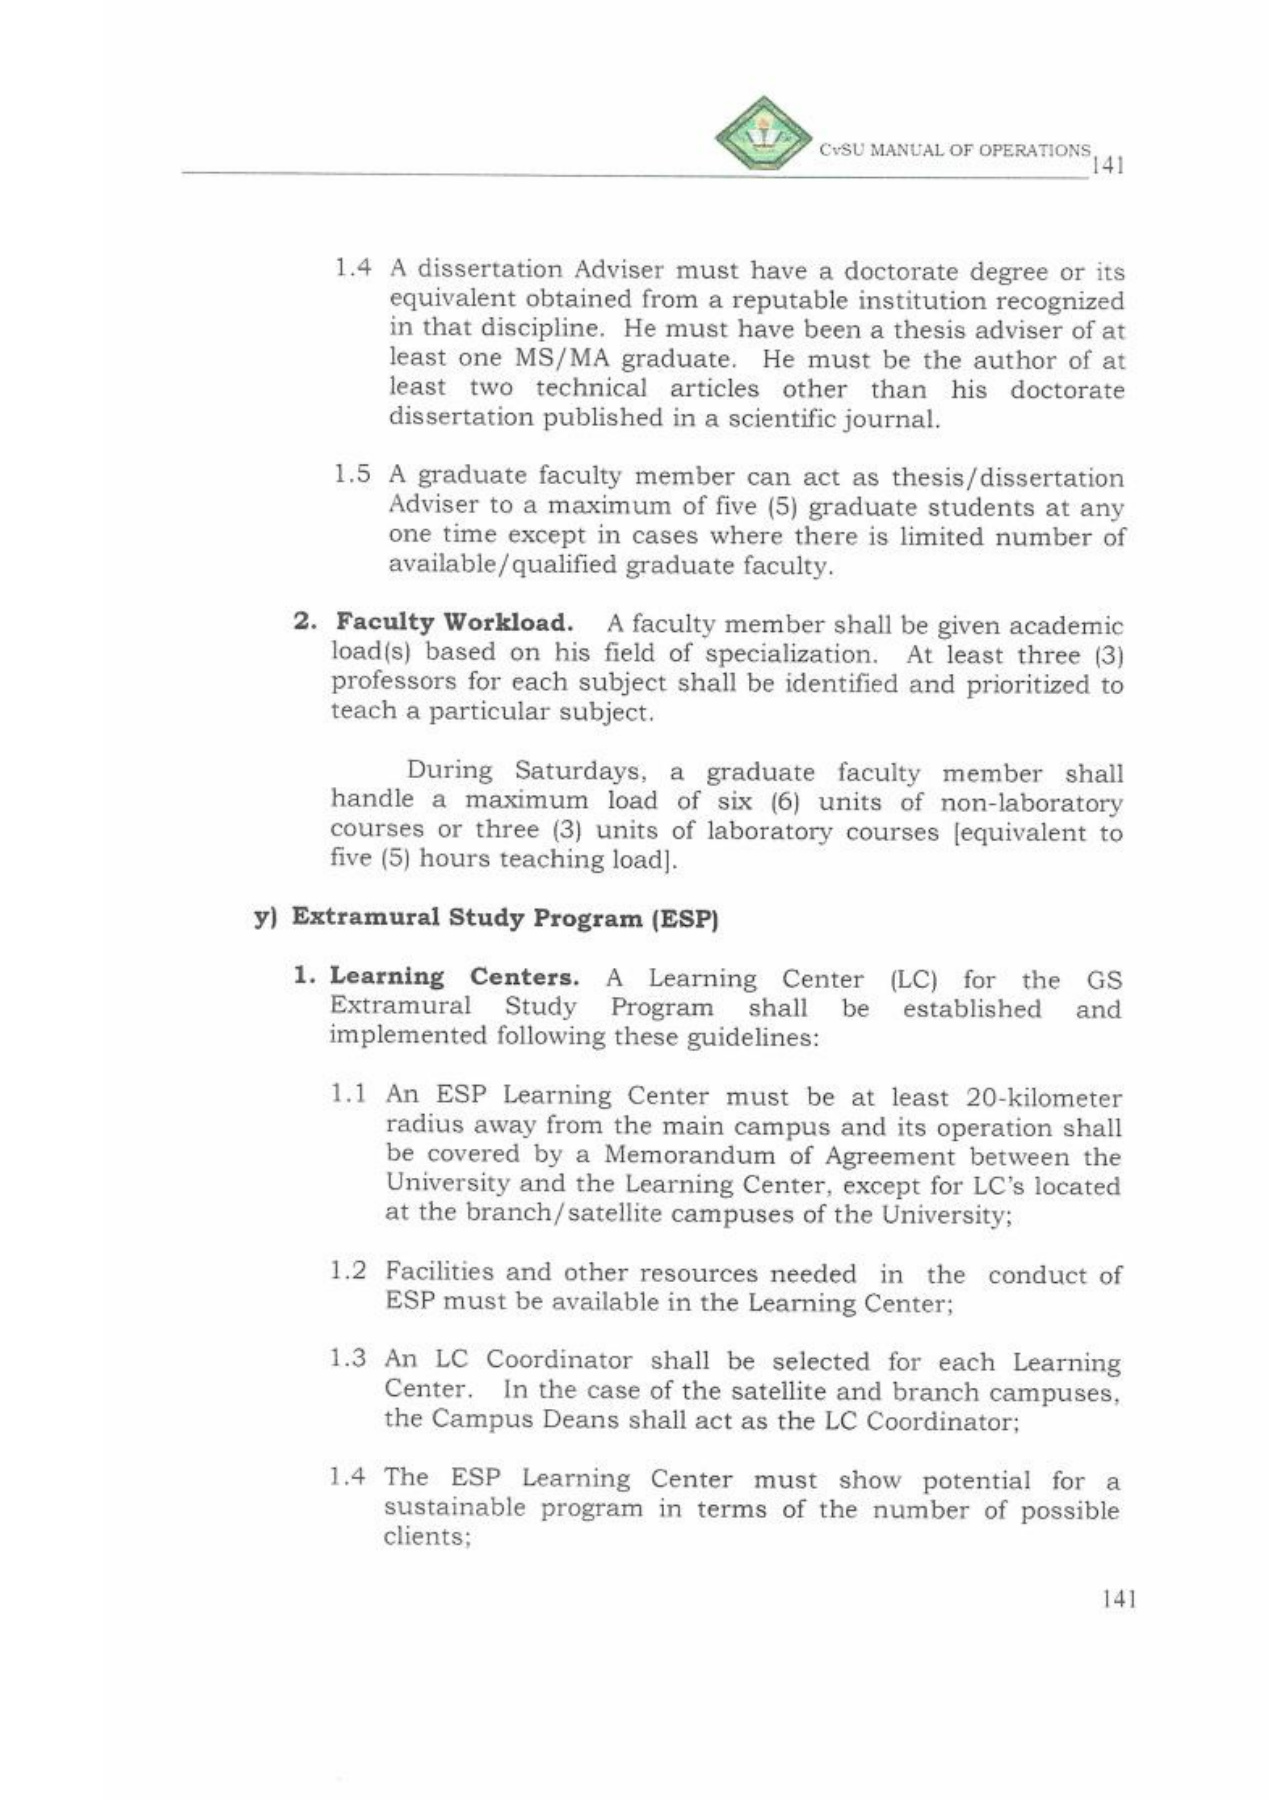 CvSU MANUAL OF OPERATIONS 141
1.4 A dissertation Adviser must have a doctorate degree or its
equivalent obtained from a reputable institution recognized
in that discipline. He must have been a thesis adviser of at
least one MS/MA graduate. He must be the author of at
least two technical articles other than his doctorate
dissertation published in a scientific journal.
1.5 A graduate faculty member can act as thesis/dissertation
Adviser to a maximum of five (5) graduate students at any
one time except in cases where there is limited number of
available/qualified graduate faculty.
2. Faculty Workload. A faculty member shall be given academic
load(s) based on his field of specialization. At least three (3)
professors for each subject shall be identified and prioritized to
teach a particular subject.
During Saturdays, a graduate faculty member shall
handle a maximum load of six (6) units of non-laboratory
courses or three (3) units of laboratory courses [equivalent to
five (5) hours teaching load].
y) Extramural Study Program (ESP)
1. Learning Centers. A Learning Center (LC) for the GS
Extramural Study Program shall be established and
implemented following these guidelines:
1.1 An ESP Learning Center must be at least 20-kilometer
radius away from the main campus and its operation shall
be covered by a Memorandum of Agreement between the
University and the Learning Center, except for LC's located
at the branch/satellite campuses of the University;
1.2 Facilities and other resources needed in the conduct of
ESP must be available in the Learning Center;
1.3 An LC Coordinator shall be selected for each Learning
Center. In the case of the satellite and branch campuses,
the Campus Deans shall act as the LC Coordinator;
1.4 The ESP Learning Center must show potential for a
sustainable program in terms of the number of possible
clients;
141